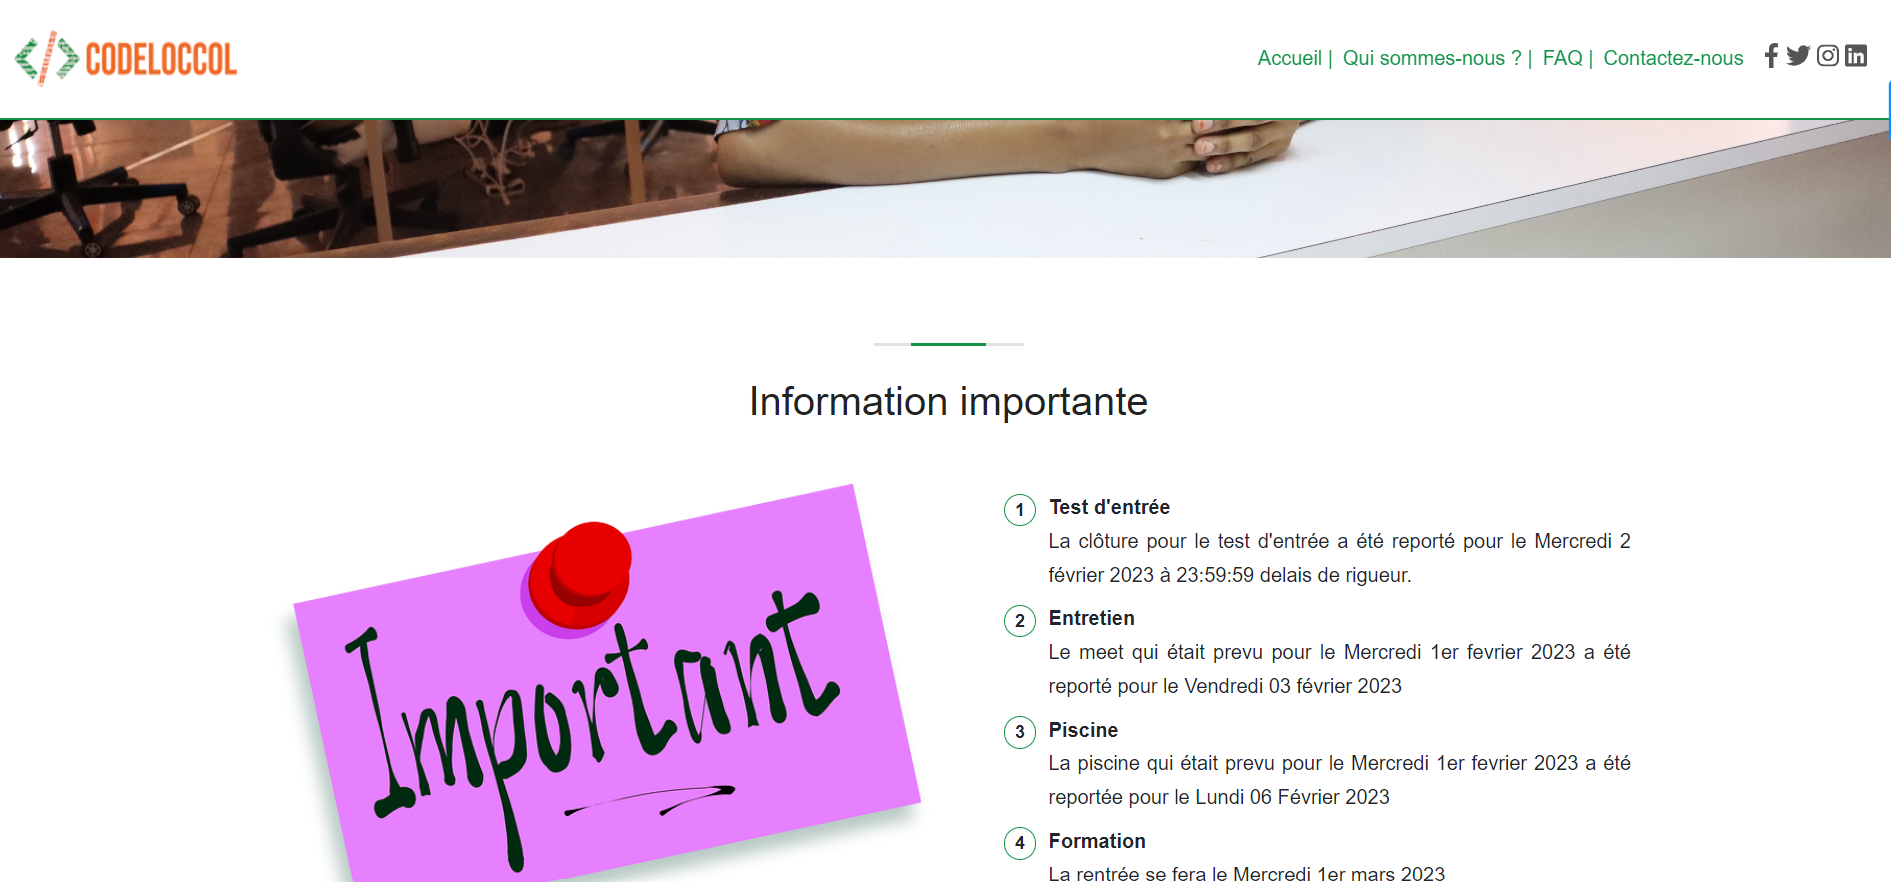 CODELOCCOL
Accueil | Qui sommes-nous ? | FAQ | Contactez-nous
Information importante
Important
1 Test d'entrée
La clôture pour le test d'entrée a été reporté pour le Mercredi 2
février 2023 à 23:59:59 delais de rigueur.
2 Entretien
Le meet qui était prevu pour le Mercredi 1er fevrier 2023 a été
reporté pour le Vendredi 03 février 2023
3 Piscine
La piscine qui était prevu pour le Mercredi 1er fevrier 2023 a été
reportée pour le Lundi 06 Février 2023
4 Formation
La rentrée se fera le Mercredi 1er mars 2023